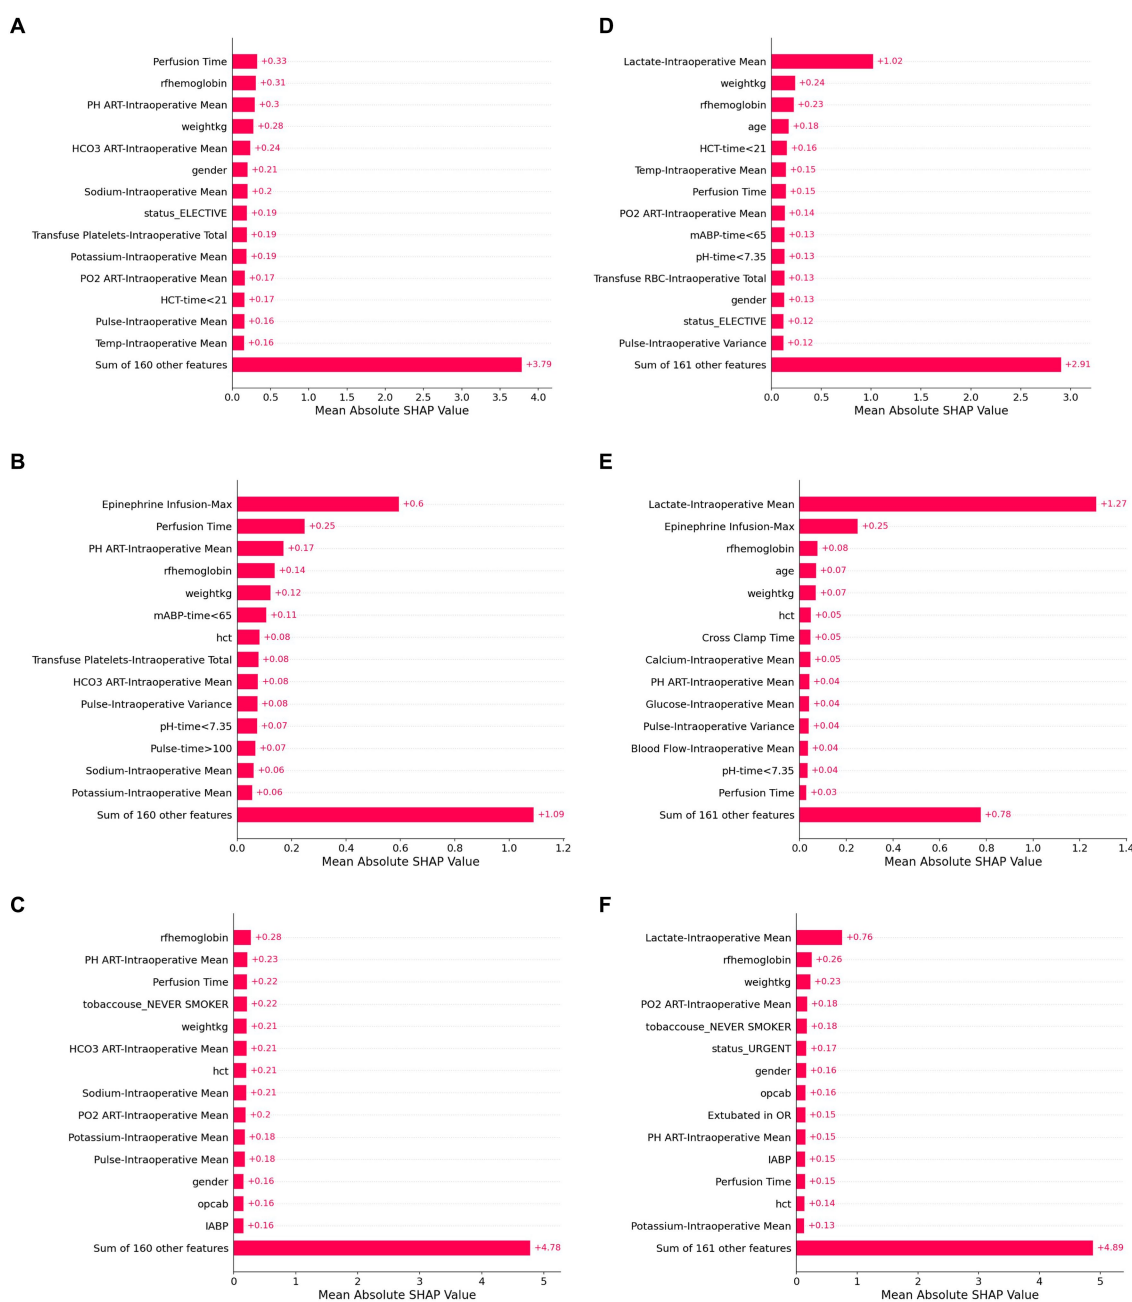 A
Perfusion Time +0.33
rfhemoglobin +0.31
PH ART-Intraoperative Mean +0.3
weightkg +0.28
HCO3 ART-Intraoperative Mean +0.24
gender +0.21
Sodium-Intraoperative Mean +0.2
status_ELECTIVE +0.19
Transfuse Platelets-Intraoperative Total +0.19
Potassium-Intraoperative Mean +0.19
PO2 ART-Intraoperative Mean +0.17
HCT-time<21 +0.17
Pulse-Intraoperative Mean +0.16
Temp-Intraoperative Mean +0.16
Sum of 160 other features +3.79
0.0 0.5 1.0 1.5 2.0 2.5 3.0 3.5 4.0
Mean Absolute SHAP Value
B
Epinephrine Infusion-Max +0.6
Perfusion Time +0.25
PH ART-Intraoperative Mean +0.17
rfhemoglobin +0.14
weightkg +0.12
mABP-time<65 +0.11
hct +0.08
Transfuse Platelets-Intraoperative Total +0.08
HCO3 ART-Intraoperative Mean +0.08
Pulse-Intraoperative Variance +0.08
pH-time<7.35 +0.07
Pulse-time>100 +0.07
Sodium-Intraoperative Mean +0.06
Potassium-Intraoperative Mean +0.06
Sum of 160 other features +1.09
0.0 0.2 0.4 0.6 0.8 1.0 1.2
Mean Absolute SHAP Value
C
rfhemoglobin +0.28
PH ART-Intraoperative Mean +0.23
Perfusion Time +0.22
tobaccouse_NEVER SMOKER +0.22
weightkg +0.21
HCO3 ART-Intraoperative Mean +0.21
hct +0.21
Sodium-Intraoperative Mean +0.21
PO2 ART-Intraoperative Mean +0.2
Potassium-Intraoperative Mean +0.18
Pulse-Intraoperative Mean +0.18
gender +0.16
opcab +0.16
IABP +0.16
Sum of 160 other features +4.78
0 1 2 3 4 5
Mean Absolute SHAP Value
D
Lactate-Intraoperative Mean +1.02
weightkg +0.24
rfhemoglobin +0.23
age +0.18
HCT-time<21 +0.16
Temp-Intraoperative Mean +0.15
Perfusion Time +0.15
PO2 ART-Intraoperative Mean +0.14
mABP-time<65 +0.13
pH-time<7.35 +0.13
Transfuse RBC-Intraoperative Total +0.13
gender +0.13
status_ELECTIVE +0.12
Pulse-Intraoperative Variance +0.12
Sum of 161 other features +2.91
0.0 0.5 1.0 1.5 2.0 2.5 3.0
Mean Absolute SHAP Value
E
Lactate-Intraoperative Mean +1.27
Epinephrine Infusion-Max +0.25
rfhemoglobin +0.08
age +0.07
weightkg +0.07
hct +0.05
Cross Clamp Time +0.05
Calcium-Intraoperative Mean +0.05
PH ART-Intraoperative Mean +0.04
Glucose-Intraoperative Mean +0.04
Pulse-Intraoperative Variance +0.04
Blood Flow-Intraoperative Mean +0.04
pH-time<7.35 +0.04
Perfusion Time +0.03
Sum of 161 other features +0.78
0.0 0.2 0.4 0.6 0.8 1.0 1.2 1.4
Mean Absolute SHAP Value
F
Lactate-Intraoperative Mean +0.76
rfhemoglobin +0.26
weightkg +0.23
PO2 ART-Intraoperative Mean +0.18
tobaccouse_NEVER SMOKER +0.18
status_URGENT +0.17
gender +0.16
opcab +0.16
Extubated in OR +0.15
PH ART-Intraoperative Mean +0.15
IABP +0.15
Perfusion Time +0.15
hct +0.14
Potassium-Intraoperative Mean +0.13
Sum of 161 other features +4.89
0 1 2 3 4 5
Mean Absolute SHAP Value